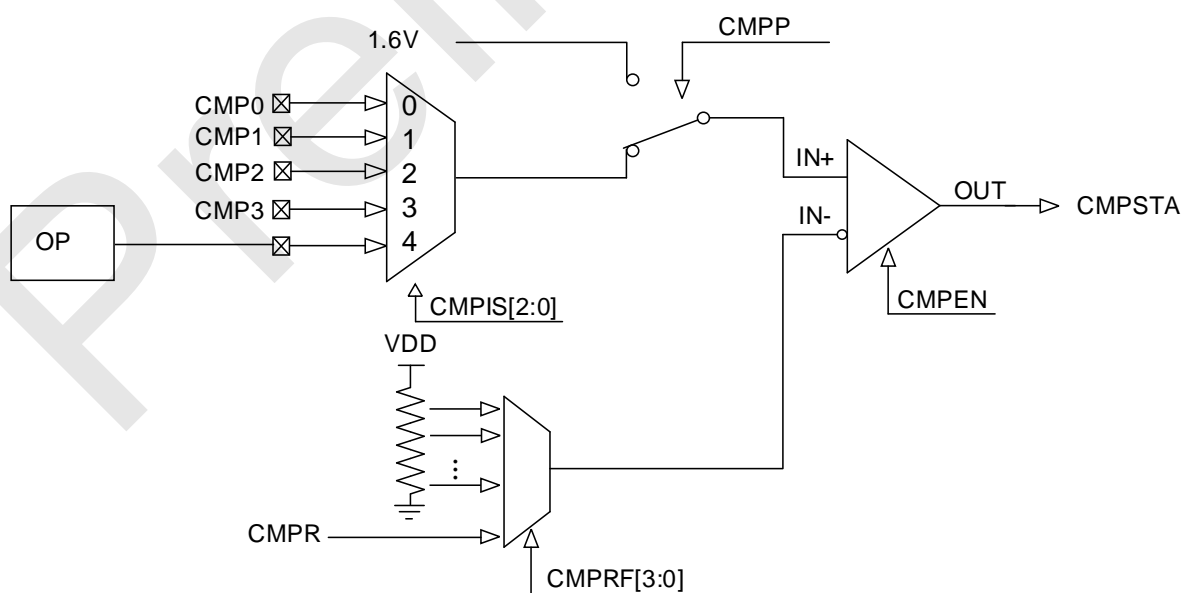 CMPP
1.6V
CMP0
0
CMP1
1
CMP2
2
CMP3
3
OP
4
IN+
IN-
OUT
CMPSTA
CMPEN
CMPIS[2:0]
VDD
...
CMPR
CMPRF[3:0]
Prem